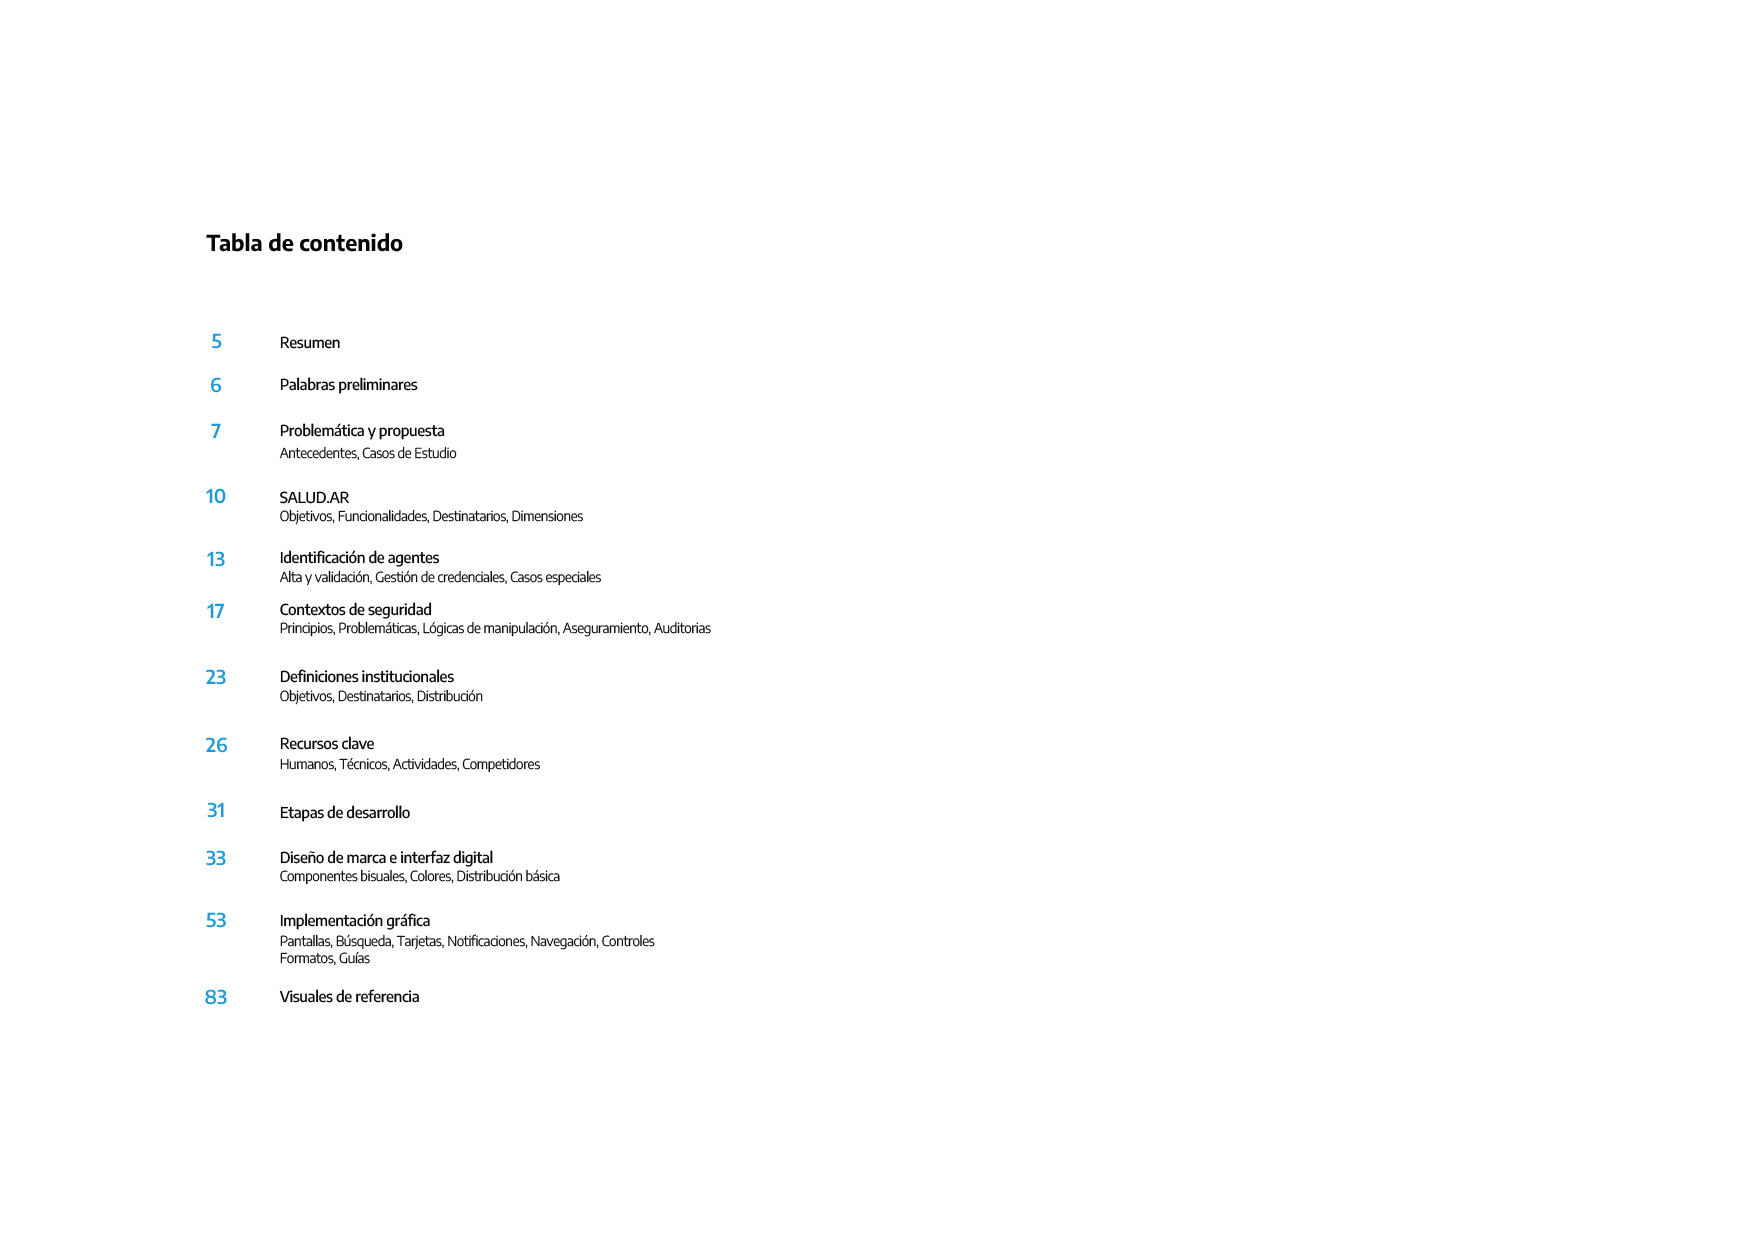 Tabla de contenido
5 Resumen
6 Palabras preliminares
7 Problemática y propuesta
Antecedentes, Casos de Estudio
10 SALUD.AR
Objetivos, Funcionalidades, Destinatarios, Dimensiones
13 Identificación de agentes
Alta y validación, Gestión de credenciales, Casos especiales
17 Contextos de seguridad
Principios, Problemáticas, Lógicas de manipulación, Aseguramiento, Auditorias
23 Definiciones institucionales
Objetivos, Destinatarios, Distribución
26 Recursos clave
Humanos, Técnicos, Actividades, Competidores
31 Etapas de desarrollo
33 Diseño de marca e interfaz digital
Componentes bisuales, Colores, Distribución básica
53 Implementación gráfica
Pantallas, Búsqueda, Tarjetas, Notificaciones, Navegación, Controles
Formatos, Guías
83 Visuales de referencia